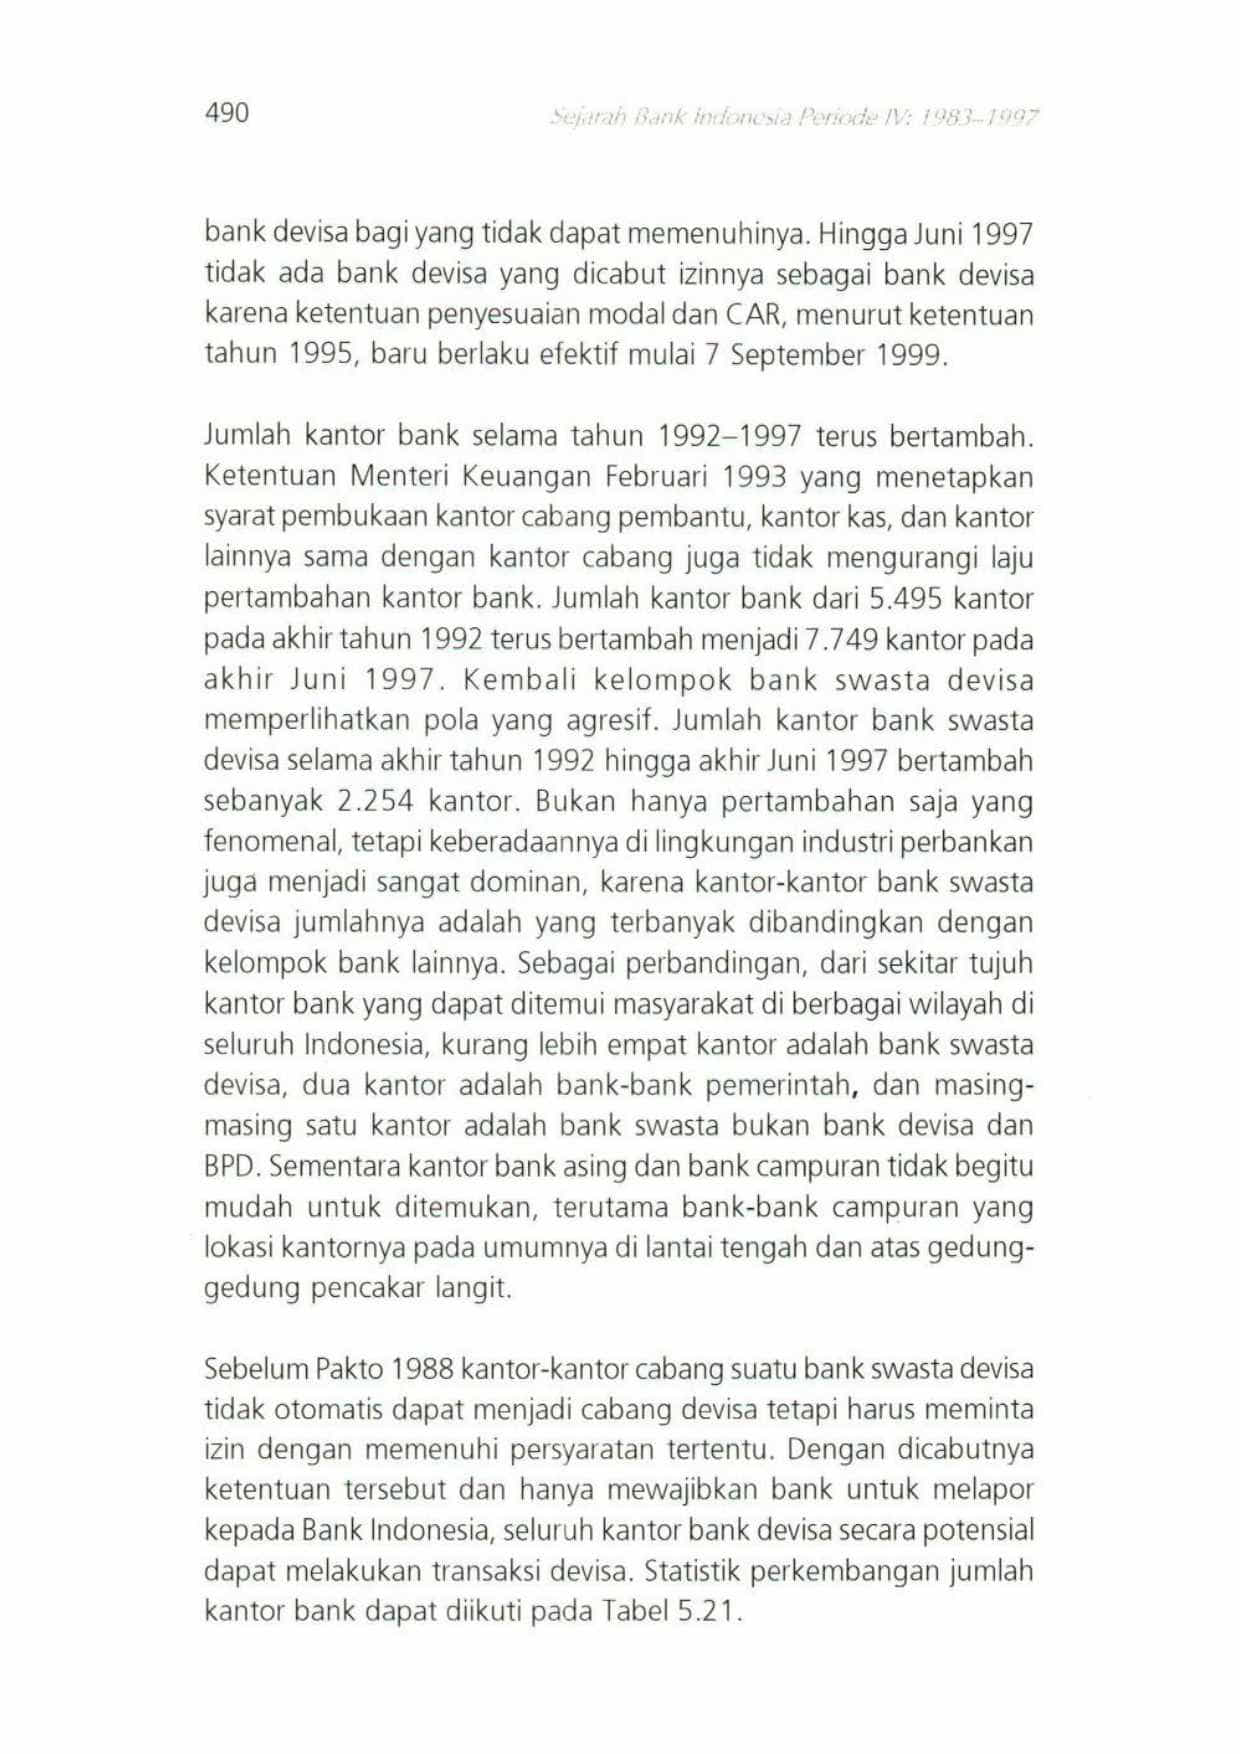 490
Sejarah Bank Indonesia Periode IV: 1983–1997
bank devisa bagi yang tidak dapat memenuhinya. Hingga Juni 1997
tidak ada bank devisa yang dicabut izinnya sebagai bank devisa
karena ketentuan penyesuaian modal dan CAR, menurut ketentuan
tahun 1995, baru berlaku efektif mulai 7 September 1999.
Jumlah kantor bank selama tahun 1992–1997 terus bertambah.
Ketentuan Menteri Keuangan Februari 1993 yang menetapkan
syarat pembukaan kantor cabang pembantu, kantor kas, dan kantor
lainnya sama dengan kantor cabang juga tidak mengurangi laju
pertambahan kantor bank. Jumlah kantor bank dari 5.495 kantor
pada akhir tahun 1992 terus bertambah menjadi 7.749 kantor pada
akhir Juni 1997. Kembali kelompok bank swasta devisa
memperlihatkan pola yang agresif. Jumlah kantor bank swasta
devisa selama akhir tahun 1992 hingga akhir Juni 1997 bertambah
sebanyak 2.254 kantor. Bukan hanya pertambahan saja yang
fenomenal, tetapi keberadaannya di lingkungan industri perbankan
juga menjadi sangat dominan, karena kantor-kantor bank swasta
devisa jumlahnya adalah yang terbanyak dibandingkan dengan
kelompok bank lainnya. Sebagai perbandingan, dari sekitar tujuh
kantor bank yang dapat ditemui masyarakat di berbagai wilayah di
seluruh Indonesia, kurang lebih empat kantor adalah bank swasta
devisa, dua kantor adalah bank-bank pemerintah, dan masing-
masing satu kantor adalah bank swasta bukan bank devisa dan
BPD. Sementara kantor bank asing dan bank campuran tidak begitu
mudah untuk ditemukan, terutama bank-bank campuran yang
lokasi kantornya pada umumnya di lantai tengah dan atas gedung-
gedung pencakar langit.
Sebelum Pakto 1988 kantor-kantor cabang suatu bank swasta devisa
tidak otomatis dapat menjadi cabang devisa tetapi harus meminta
izin dengan memenuhi persyaratan tertentu. Dengan dicabutnya
ketentuan tersebut dan hanya mewajibkan bank untuk melapor
kepada Bank Indonesia, seluruh kantor bank devisa secara potensial
dapat melakukan transaksi devisa. Statistik perkembangan jumlah
kantor bank dapat diikuti pada Tabel 5.21.